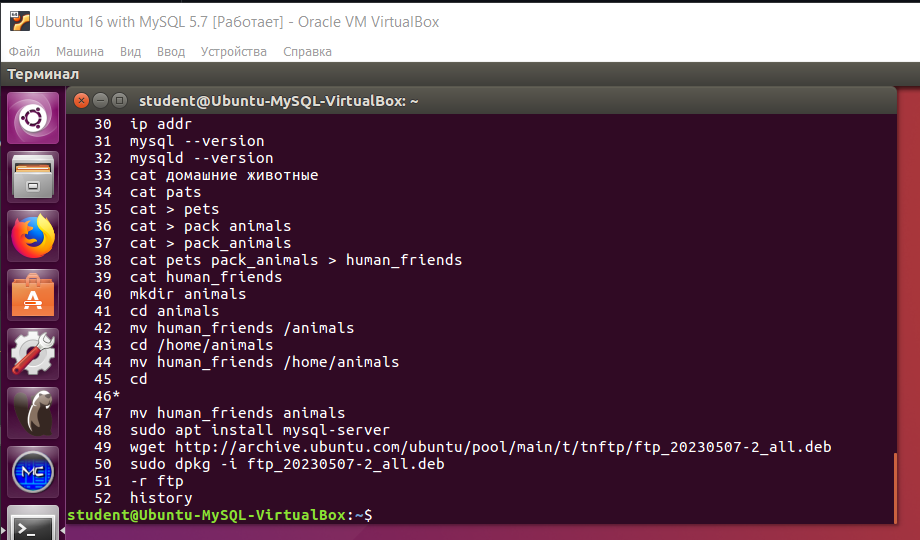 Ubuntu 16 with MySQL 5.7 [Работает] - Oracle VM VirtualBox
Файл Машина Вид Ввод Устройства Справка
Терминал
student@Ubuntu-MySQL-VirtualBox: ~
30 ip addr
31 mysql --version
32 mysqld --version
33 cat домашние животные
34 cat pats
35 cat > pets
36 cat > pack animals
37 cat > pack_animals
38 cat pets pack_animals > human_friends
39 cat human_friends
40 mkdir animals
41 cd animals
42 mv human_friends /animals
43 cd /home/animals
44 mv human_friends /home/animals
45 cd
46*
47 mv human_friends animals
48 sudo apt install mysql-server
49 wget http://archive.ubuntu.com/ubuntu/pool/main/t/tnftp/ftp_20230507-2_all.deb
50 sudo dpkg -i ftp_20230507-2_all.deb
51 -r ftp
52 history
student@Ubuntu-MySQL-VirtualBox:~$
MC
>_